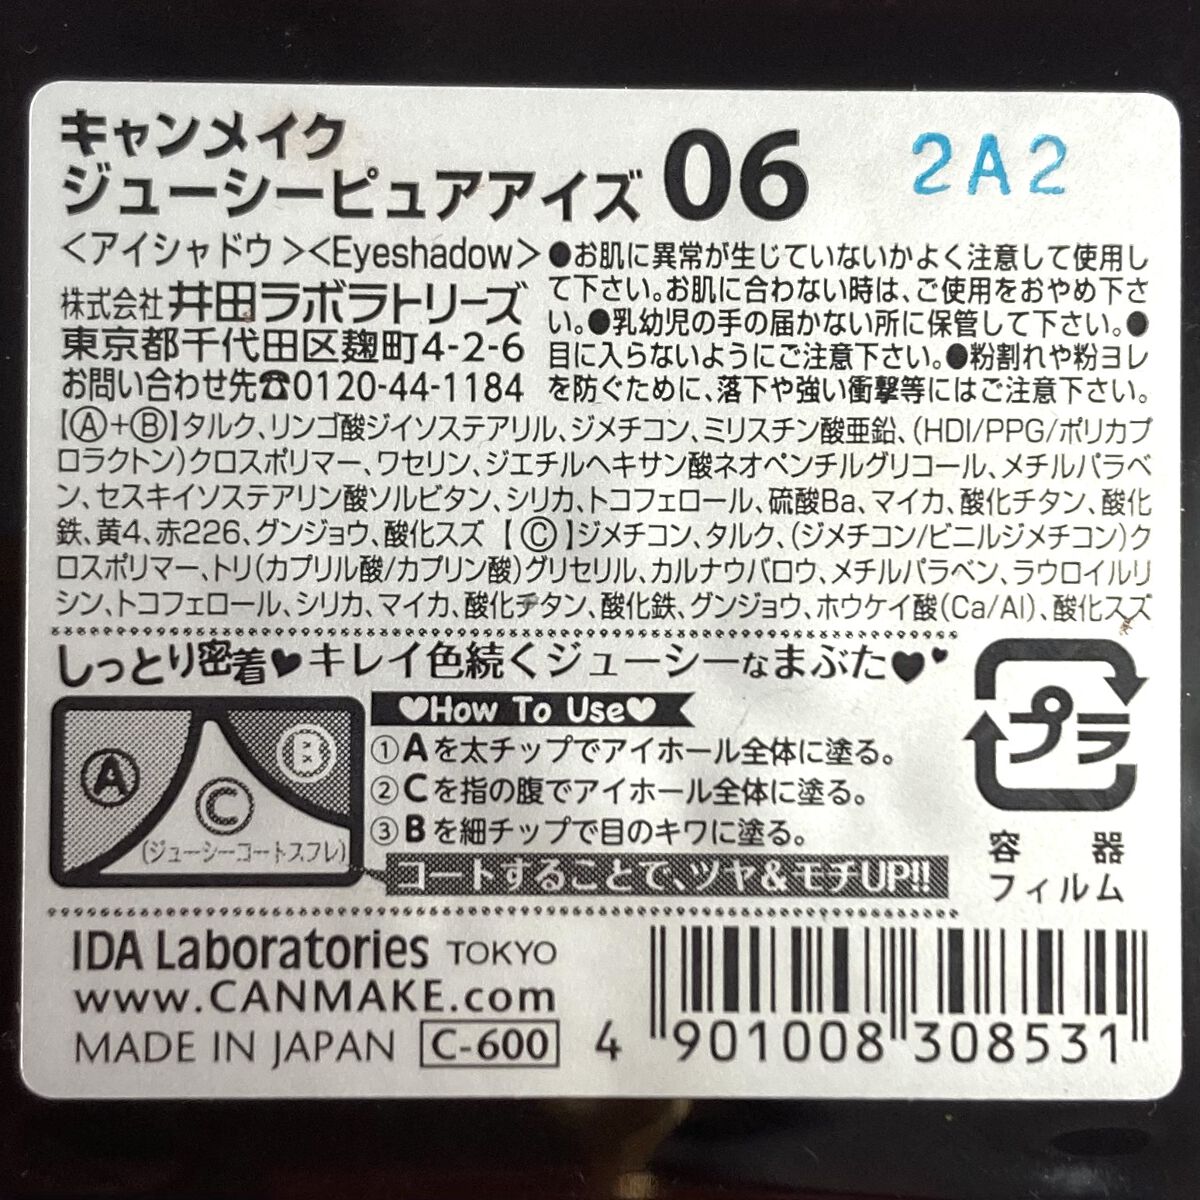 キャンメイク
ジューシーピュアアイズ 06
2A2
<アイシャドウ><Eyeshadow>
株式会社 井田ラボラトリーズ
東京都千代田区麹町4-2-6
お問い合わせ先☎0120-44-1184
●お肌に異常が生じていないかよく注意して使用し
て下さい。お肌に合わない時は、ご使用をおやめ下さ
い。●乳幼児の手の届かない所に保管して下さい。●
目に入らないようにご注意下さい。●粉割れや粉ヨレ
を防ぐために、落下や強い衝撃等にはご注意下さい。
【Ⓐ+Ⓑ】タルク、リンゴ酸ジイソステアリル、ジメチコン、ミリスチン酸亜鉛、(HDI/PPG/ポリカプ
ロラクトン)クロスポリマー、ワセリン、ジエチルヘキサン酸ネオペンチルグリコール、メチルパラベ
ン、セスキイソステアリン酸ソルビタン、シリカ、トコフェロール、硫酸Ba、マイカ、酸化チタン、酸化
鉄、黄4、赤226、グンジョウ、酸化スズ【Ⓒ】ジメチコン、タルク、(ジメチコン/ビニルジメチコン)ク
ロスポリマー、トリ(カプリル酸/カプリン酸)グリセリル、カルナウバロウ、メチルパラベン、ラウロイルリ
シン、トコフェロール、シリカ、マイカ、酸化チタン、酸化鉄、グンジョウ、ホウケイ酸(Ca/Al)、酸化スズ
しっとり密着♥キレイ色続くジューシーなまぶた♥♥
A
B
C
(ジューシーコートスフレ)
♥How To Use♥
①Aを太チップでアイホール全体に塗る。
②Cを指の腹でアイホール全体に塗る。
③Bを細チップで目のキワに塗る。
コートすることで、ツヤ&モチUP!!
プラ
容器
フィルム
IDA Laboratories TOKYO
www.CANMAKE.com
MADE IN JAPAN C-600
4 901008 308531